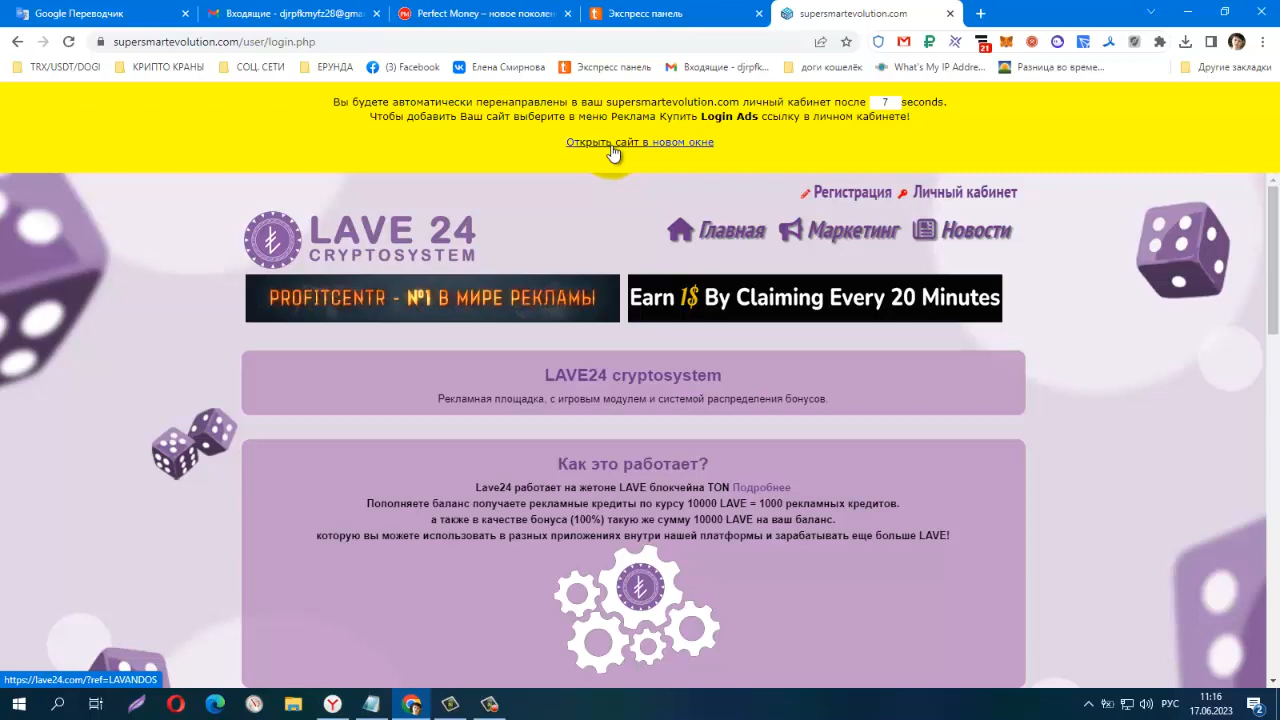 Google Переводчик
Входящие - djrpfkmyfz28@gma
Perfect Money – новое поколен
Экспресс панель
supersmartevolution.com
supersmartevolution.com/user/login.php
21
TRX/USDT/DOGI
КРИПТО КРАНЫ
СОЦ. СЕТИ
ЕРУНДА
(3) Facebook
Елена Смирнова
Экспресс панель
Входящие - djrpfk...
доги кошелёк
What's My IP Addre...
Разница во време...
Другие закладки
Вы будете автоматически перенаправлены в ваш supersmartevolution.com личный кабинет после 7 seconds.
Чтобы добавить Ваш сайт выберите в меню Реклама Купить Login Ads ссылку в личном кабинете!
Открыть сайт в новом окне
Регистрация Личный кабинет
LAVE 24
CRYPTOSYSTEM
Главная Маркетинг Новости
PROFITCENTR - №1 В МИРЕ РЕКЛАМЫ
Earn 1$ By Claiming Every 20 Minutes
LAVE24 cryptosystem
Рекламная площадка, с игровым модулем и системой распределения бонусов.
Как это работает?
Lave24 работает на жетоне LAVE блокчейна TON Подробнее
Пополняете баланс получаете рекламные кредиты по курсу 10000 LAVE = 1000 рекламных кредитов.
а также в качестве бонуса (100%) такую же сумму 10000 LAVE на ваш баланс.
которую вы можете использовать в разных приложениях внутри нашей платформы и зарабатывать еще больше LAVE!
https://lave24.com/?ref=LAVANDOS
РУС
11:16
17.06.2023
2